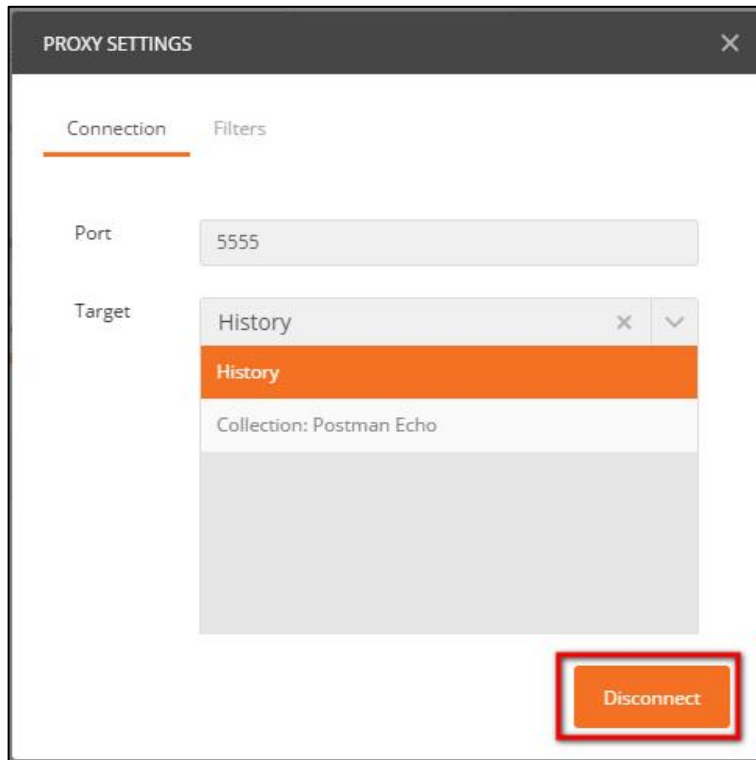 PROXY SETTINGS
Connection Filters
Port 5555
Target History
History
Collection: Postman Echo
Disconnect